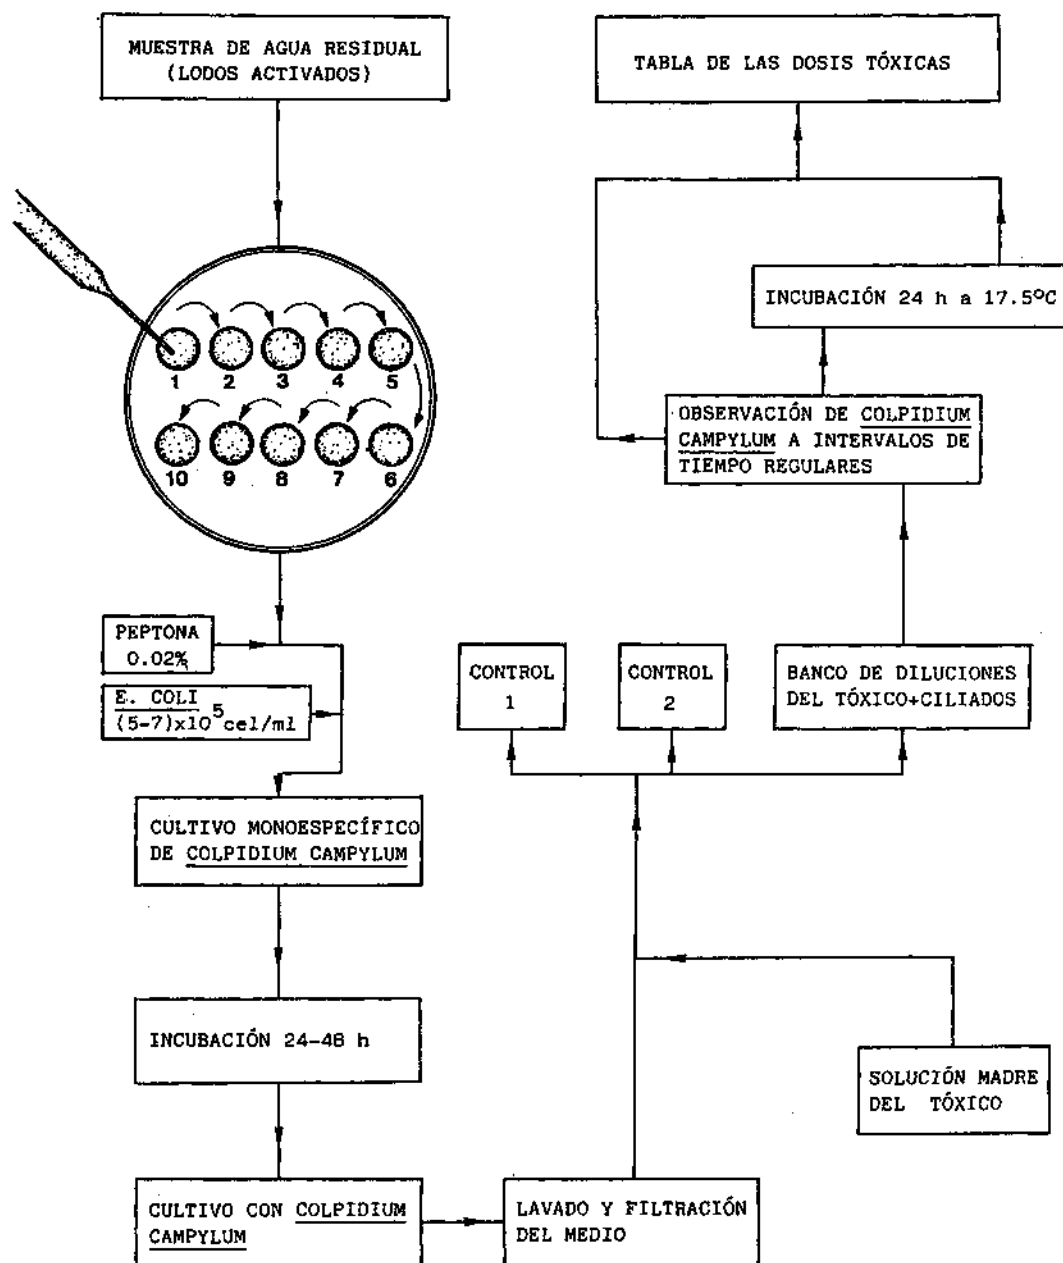 MUESTRA DE AGUA RESIDUAL
(LODOS ACTIVADOS)
1 2 3 4 5
10 9 8 7 6
PEPTONA
0.02%
E. COLI
(5-7)x10⁵ cel/ml
CULTIVO MONOESPECÍFICO
DE COLPIDIUM CAMPYLUM
INCUBACIÓN 24-48 h
CULTIVO CON COLPIDIUM
CAMPYLUM
LAVADO Y FILTRACIÓN
DEL MEDIO
SOLUCIÓN MADRE
DEL TÓXICO
CONTROL
1
CONTROL
2
BANCO DE DILUCIONES
DEL TÓXICO+CILIADOS
OBSERVACIÓN DE COLPIDIUM
CAMPYLUM A INTERVALOS DE
TIEMPO REGULARES
INCUBACIÓN 24 h a 17.5ºC
TABLA DE LAS DOSIS TÓXICAS